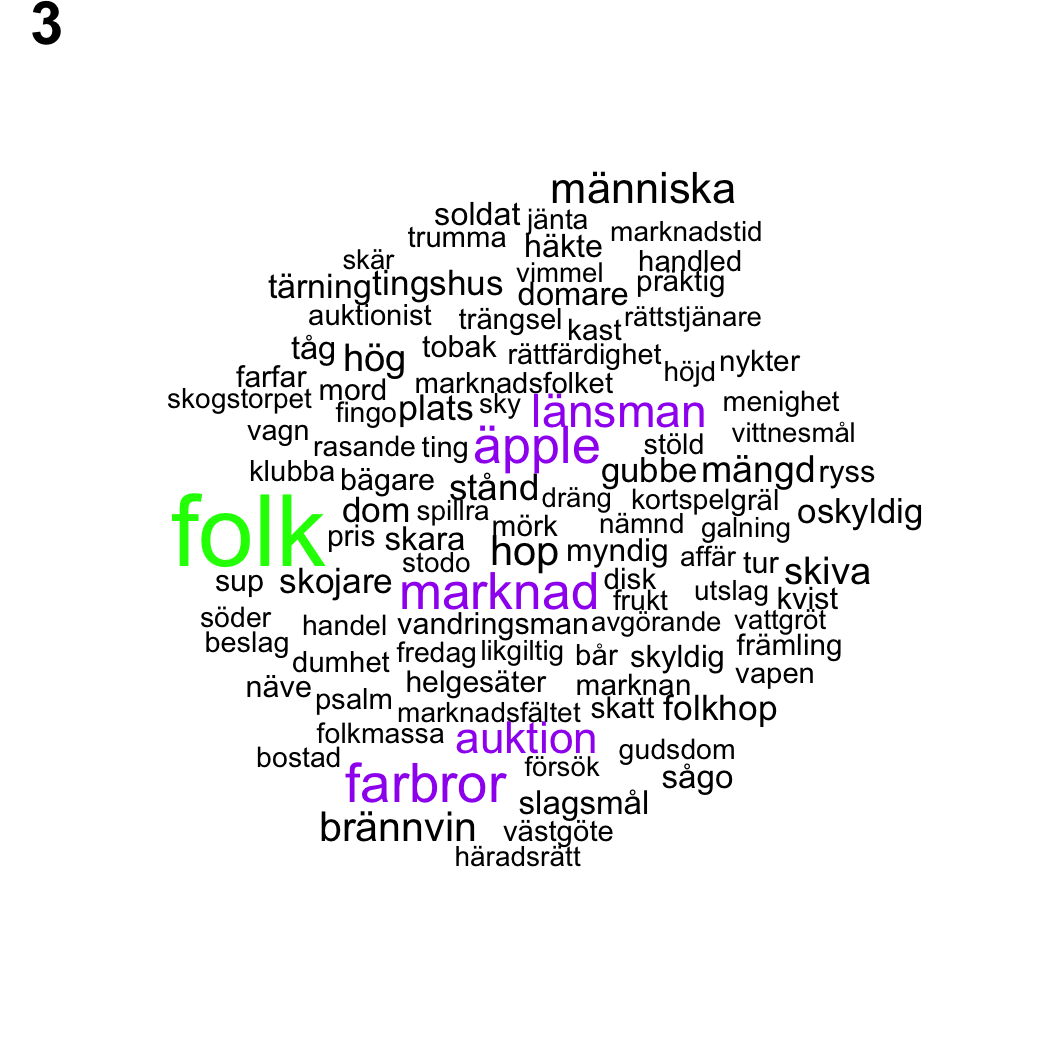 3
människa
soldat jänta
trumma häkte marknadstid
skär vimmel handled
tärning tingshus domare präktig
auktionist trängsel kast rättstjänare
tåg hög tobak rättfärdighet höjd nykter
farfar mord marknadsfolket
skogstorpet fingo plats sky länsman menighet
vagn rasande ting äpple stöld vittnesmål
klubba bägare stånd gubbe mängd ryss
folk dom spillra dräng kortspelgräl oskyldig
pris skara mörk nämnd galning
stodo hop myndig affär tur skiva
sup skojare marknad disk frukt utslag kvist
söder handel vandringsman avgörande vattgröt
beslag dumhet fredag likgiltig bår skyldig främling
näve psalm helgesäter marknan vapen
marknadsfältet skatt folkhop
folkmassa auktion gudsdom
bostad farbror försök sågo
slagsmål
brännvin västgöte
häradsrätt